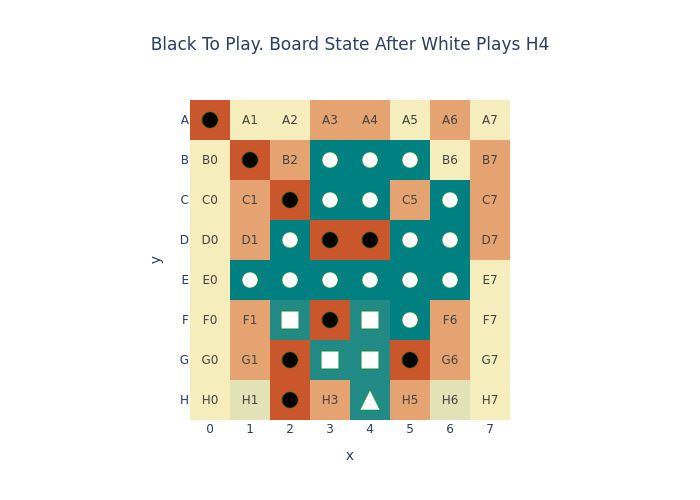 Black To Play. Board State After White Plays H4
A A1 A2 A3 A4 A5 A6 A7
B B0 B2 B6 B7
C C0 C1 C5 C7
D D0 D1 D7
E E0 E7
F F0 F1 F6 F7
G G0 G1 G6 G7
H H0 H1 H3 H5 H6 H7
0 1 2 3 4 5 6 7
x
y